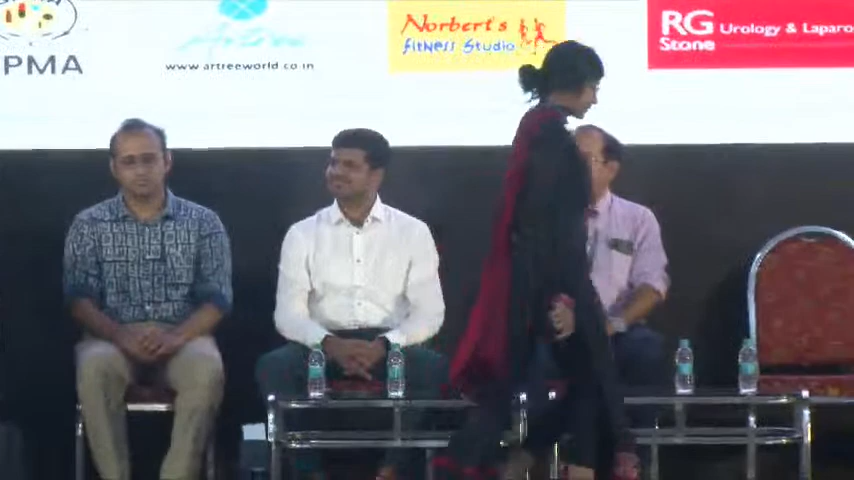 PMA
www.artreeworld.co.in
Norbert's
fitness Studio
RG
Stone
Urology & Laparo